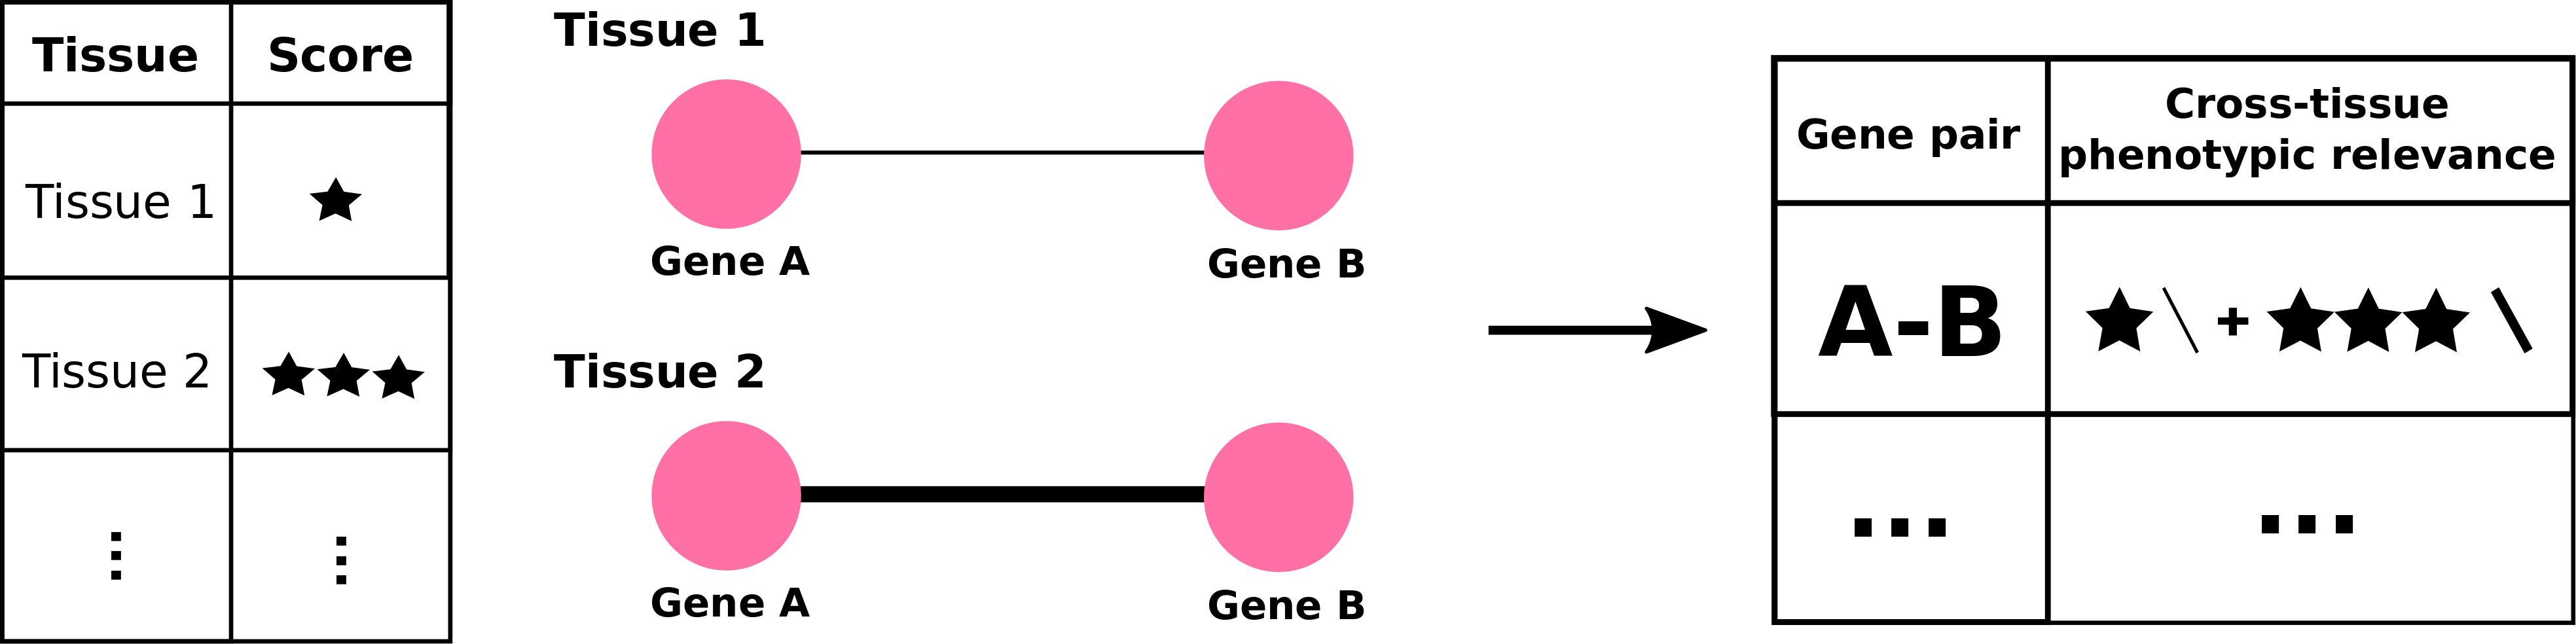 Tissue Score
Tissue 1
Tissue 2
⋮ ⋮
Tissue 1
Gene A Gene B
Tissue 2
Gene A Gene B
Gene pair
Cross-tissue
phenotypic relevance
A-B ★\ + ★★★ \
... ...